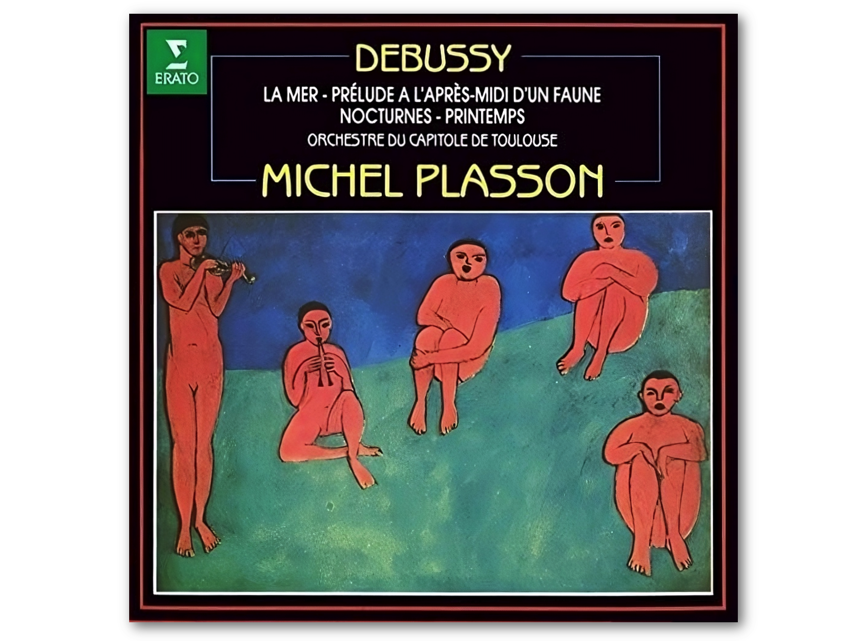 ERATO
DEBUSSY
LA MER - PRÉLUDE A L'APRÈS-MIDI D'UN FAUNE
NOCTURNES - PRINTEMPS
ORCHESTRE DU CAPITOLE DE TOULOUSE
MICHEL PLASSON